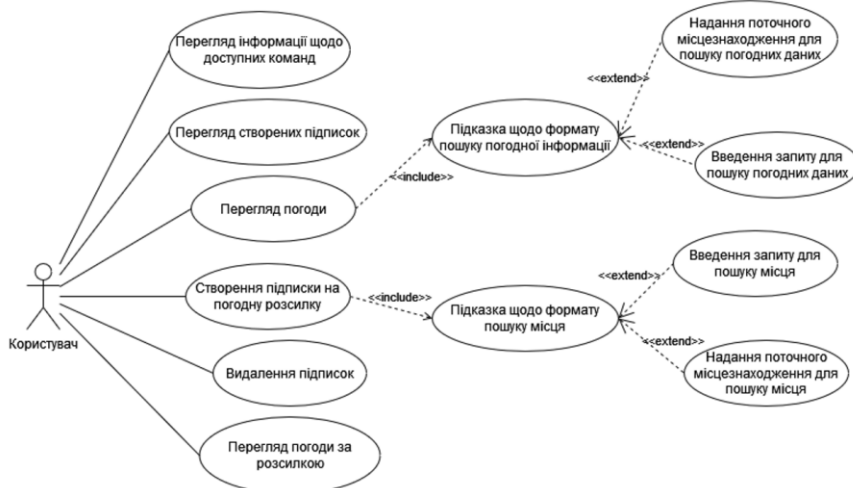 Перегляд інформації щодо
доступних команд
Перегляд створених підписок
Перегляд погоди
Створення підписки на
погодну розсилку
Видалення підписок
Перегляд погоди за
розсилкою
Користувач
<<include>>
<<include>>
Підказка щодо формату
пошуку погодної інформації
Підказка щодо формату
пошуку місця
<<extend>>
<<extend>>
<<extend>>
<<extend>>
Надання поточного
місцезнаходження для
пошуку погодних даних
Введення запиту для
пошуку погодних даних
Введення запиту для
пошуку місця
Надання поточного
місцезнаходження для
пошуку місця